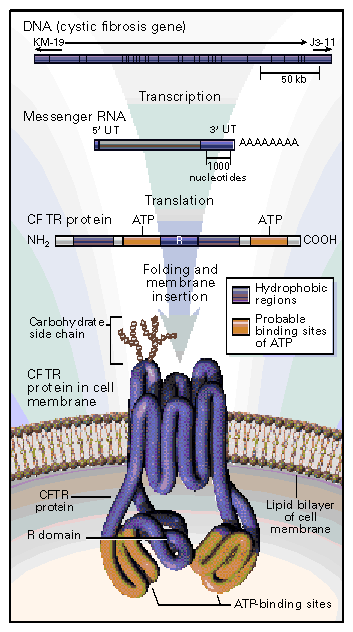 DNA (cystic fibrosis gene)
KM-19 J3-11
50 kb
Transcription
Messenger RNA
5' UT 3' UT
AAAAAAAA
1000
nucleotides
Translation
CFTR protein ATP ATP
NH2 R COOH
Folding and
membrane
insertion
Hydrophobic
regions
Probable
binding sites
of ATP
Carbohydrate
side chain
CFTR
protein in cell
membrane
CFTR
protein
Lipid bilayer
of cell
membrane
R domain
ATP-binding sites